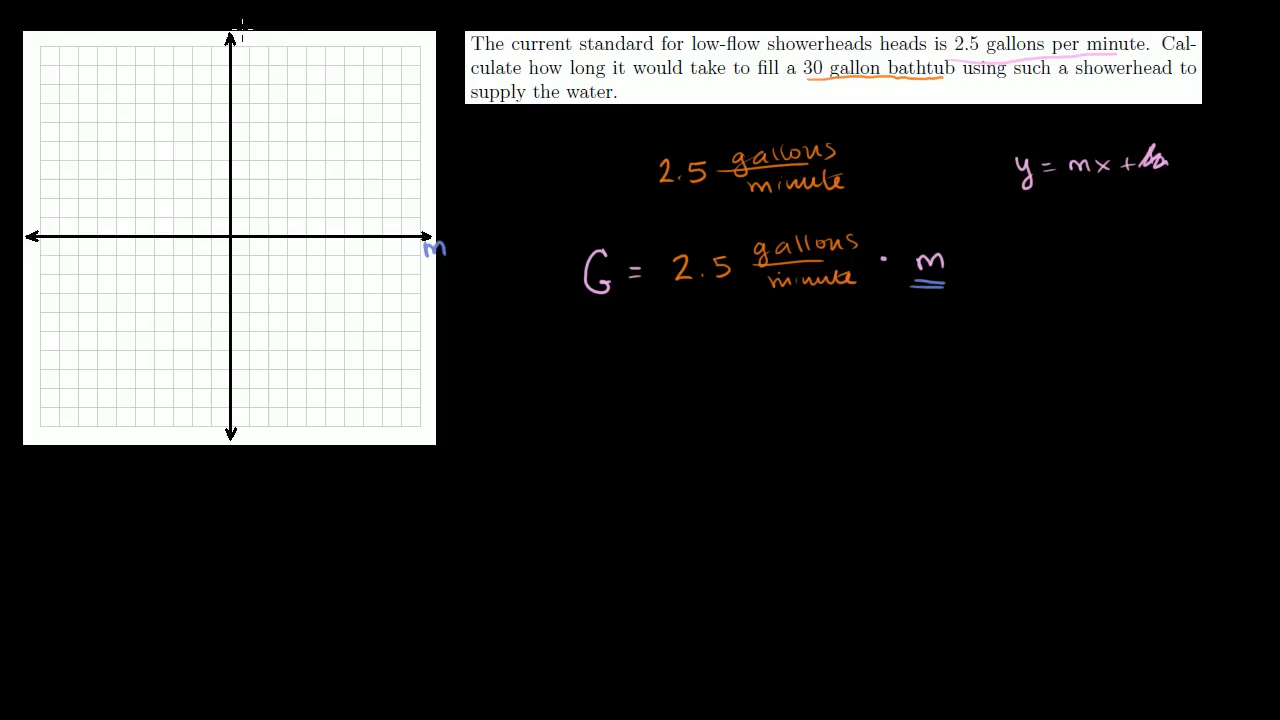 The current standard for low-flow showerheads heads is 2.5 gallons per minute. Cal-
culate how long it would take to fill a 30 gallon bathtub using such a showerhead to
supply the water.
2.5 gallons/minute
y = mx +
G = 2.5 gallons/minute · m
m